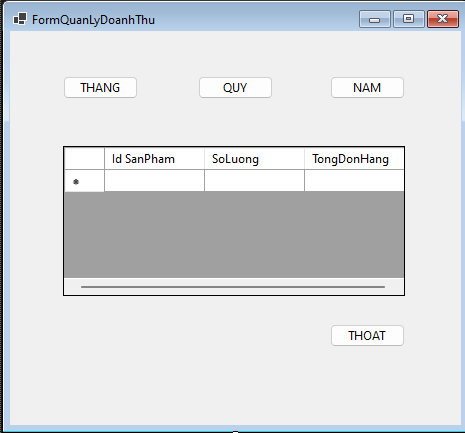 FormQuanLyDoanhThu
THANG QUY NAM
Id SanPham SoLuong TongDonHang
THOAT